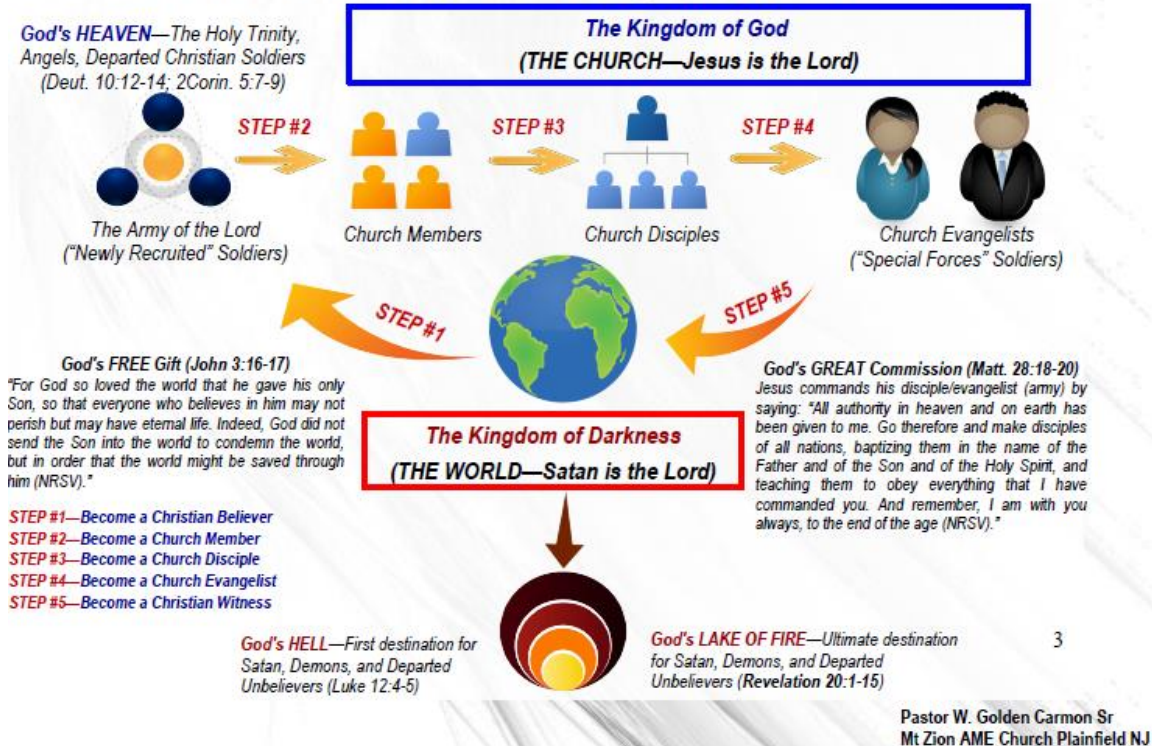 God's HEAVEN—The Holy Trinity,
Angels, Departed Christian Soldiers
(Deut. 10:12-14; 2Corin. 5:7-9)
The Kingdom of God
(THE CHURCH—Jesus is the Lord)
STEP #2
STEP #3
STEP #4
The Army of the Lord
("Newly Recruited" Soldiers)
Church Members
Church Disciples
Church Evangelists
("Special Forces" Soldiers)
STEP #1
STEP #5
God's FREE Gift (John 3:16-17)
"For God so loved the world that he gave his only
Son, so that everyone who believes in him may not
perish but may have eternal life. Indeed, God did not
send the Son into the world to condemn the world,
but in order that the world might be saved through
him (NRSV)."
God's GREAT Commission (Matt. 28:18-20)
Jesus commands his disciple/evangelist (army) by
saying: "All authority in heaven and on earth has
been given to me. Go therefore and make disciples
of all nations, baptizing them in the name of the
Father and of the Son and of the Holy Spirit, and
teaching them to obey everything that I have
commanded you. And remember, I am with you
always, to the end of the age (NRSV)."
The Kingdom of Darkness
(THE WORLD—Satan is the Lord)
STEP #1—Become a Christian Believer
STEP #2—Become a Church Member
STEP #3—Become a Church Disciple
STEP #4—Become a Church Evangelist
STEP #5—Become a Christian Witness
God's HELL—First destination for
Satan, Demons, and Departed
Unbelievers (Luke 12:4-5)
God's LAKE OF FIRE—Ultimate destination
for Satan, Demons, and Departed
Unbelievers (Revelation 20:1-15)
3
Pastor W. Golden Carmon Sr
Mt Zion AME Church Plainfield NJ